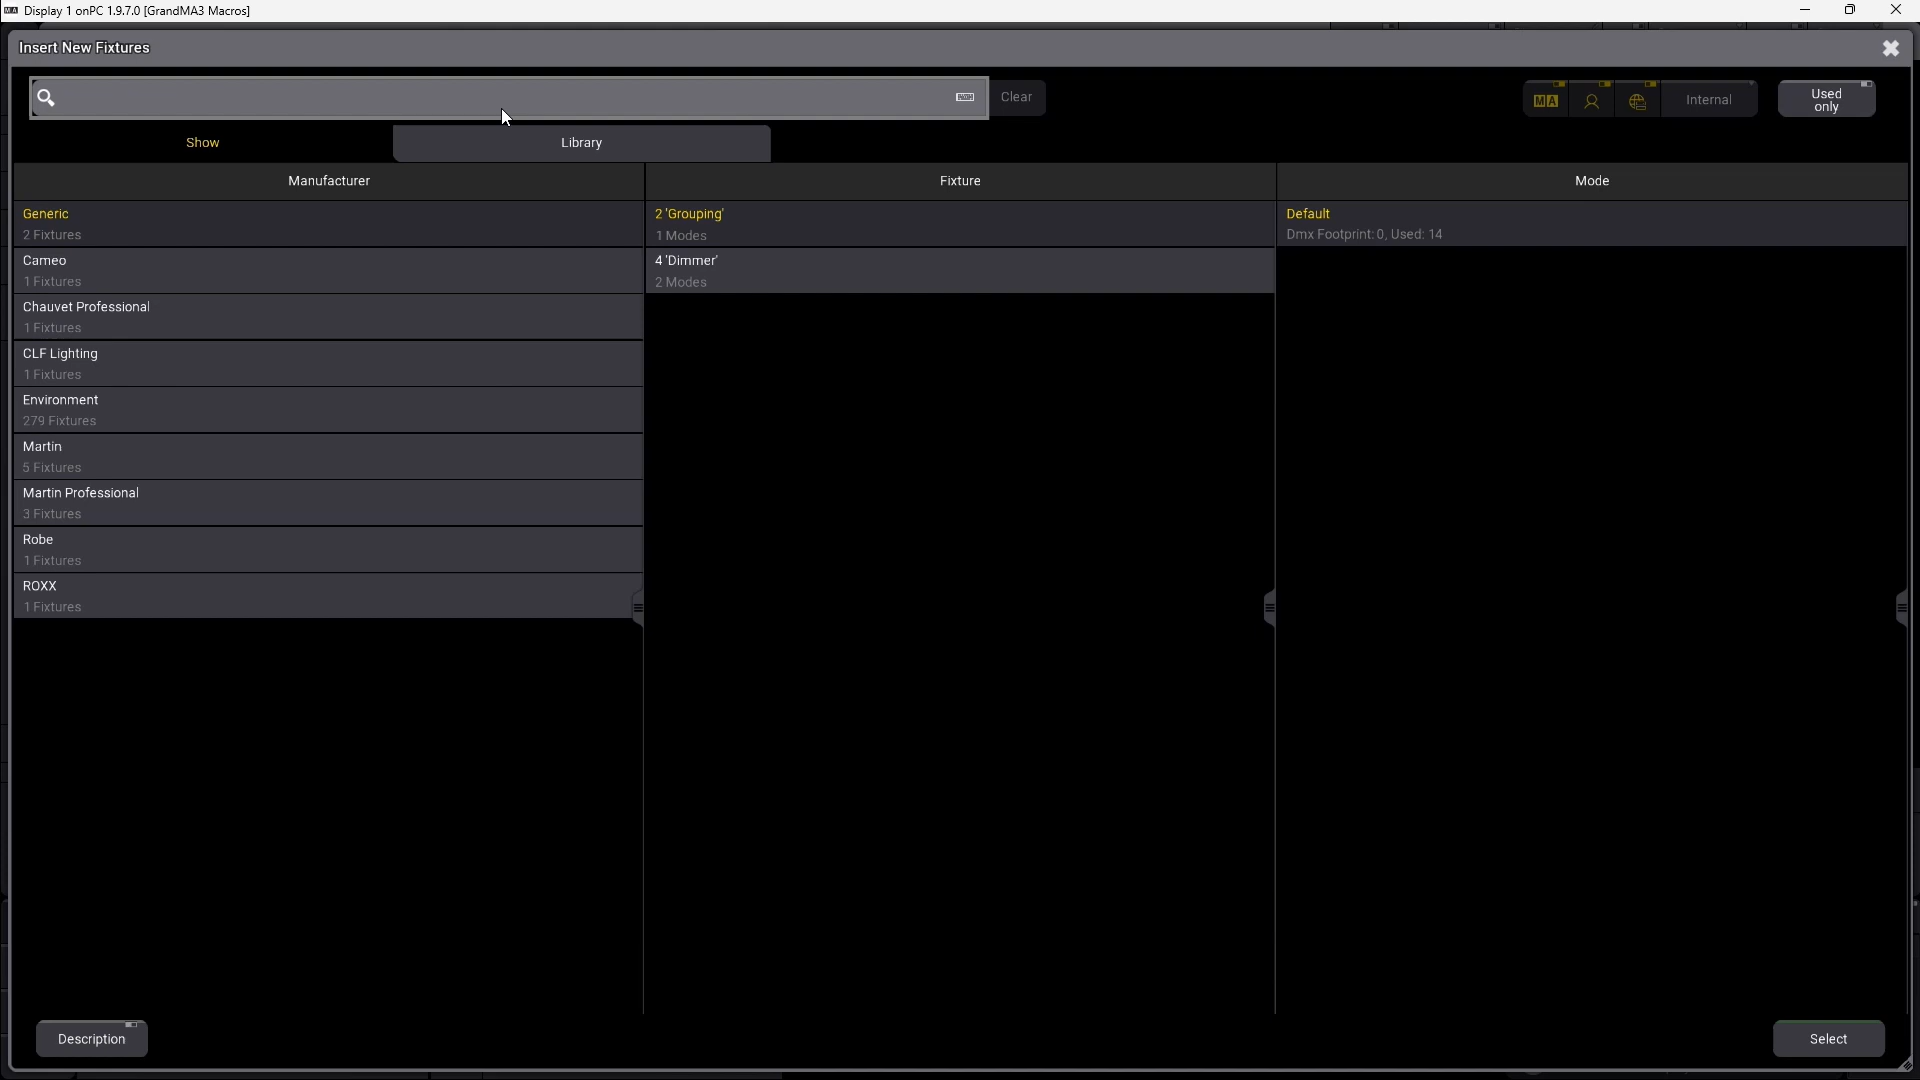 MA Display 1 onPC 1.9.7.0 [GrandMA3 Macros]
Insert New Fixtures
Clear
MA
Internal
Used
only
Show
Library
Manufacturer
Fixture
Mode
Generic
2 Fixtures
2 'Grouping'
1 Modes
Default
Dmx Footprint: 0, Used: 14
Cameo
1 Fixtures
4 'Dimmer'
2 Modes
Chauvet Professional
1 Fixtures
CLF Lighting
1 Fixtures
Environment
279 Fixtures
Martin
5 Fixtures
Martin Professional
3 Fixtures
Robe
1 Fixtures
ROXX
1 Fixtures
Description
Select